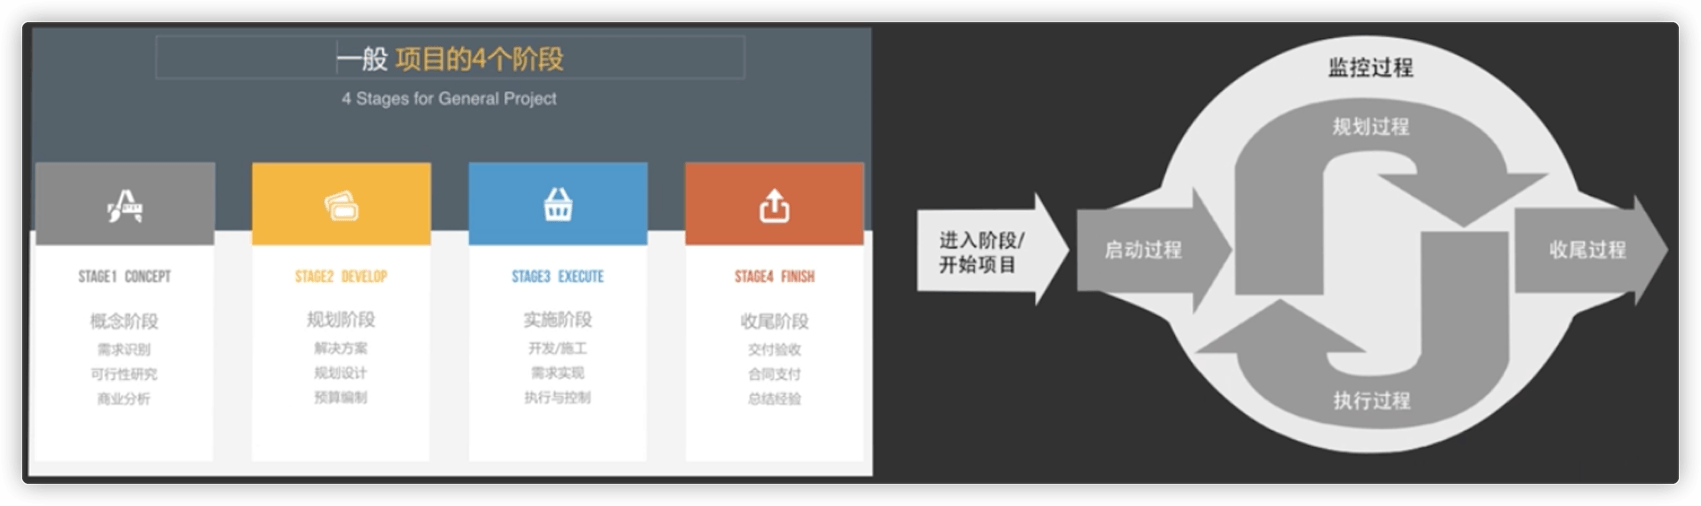 一般 项目的4个阶段
4 Stages for General Project
STAGE1 CONCEPT
概念阶段
需求识别
可行性研究
商业分析
STAGE2 DEVELOP
规划阶段
解决方案
规划设计
预算编制
STAGE3 EXECUTE
实施阶段
开发/施工
需求实现
执行与控制
STAGE4 FINISH
收尾阶段
交付验收
合同支付
总结经验
监控过程
规划过程
进入阶段/
开始项目
启动过程
收尾过程
执行过程